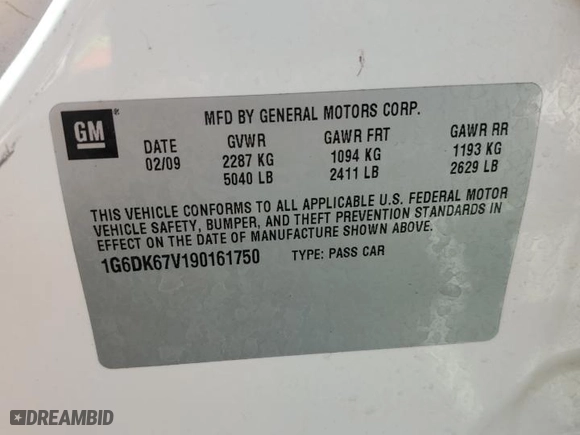 GM
MFD BY GENERAL MOTORS CORP.
DATE GVWR GAWR FRT GAWR RR
02/09 2287 KG 1094 KG 1193 KG
5040 LB 2411 LB 2629 LB
THIS VEHICLE CONFORMS TO ALL APPLICABLE U.S. FEDERAL MOTOR
VEHICLE SAFETY, BUMPER, AND THEFT PREVENTION STANDARDS IN
EFFECT ON THE DATE OF MANUFACTURE SHOWN ABOVE.
1G6DK67V190161750 TYPE: PASS CAR
DREAMBID